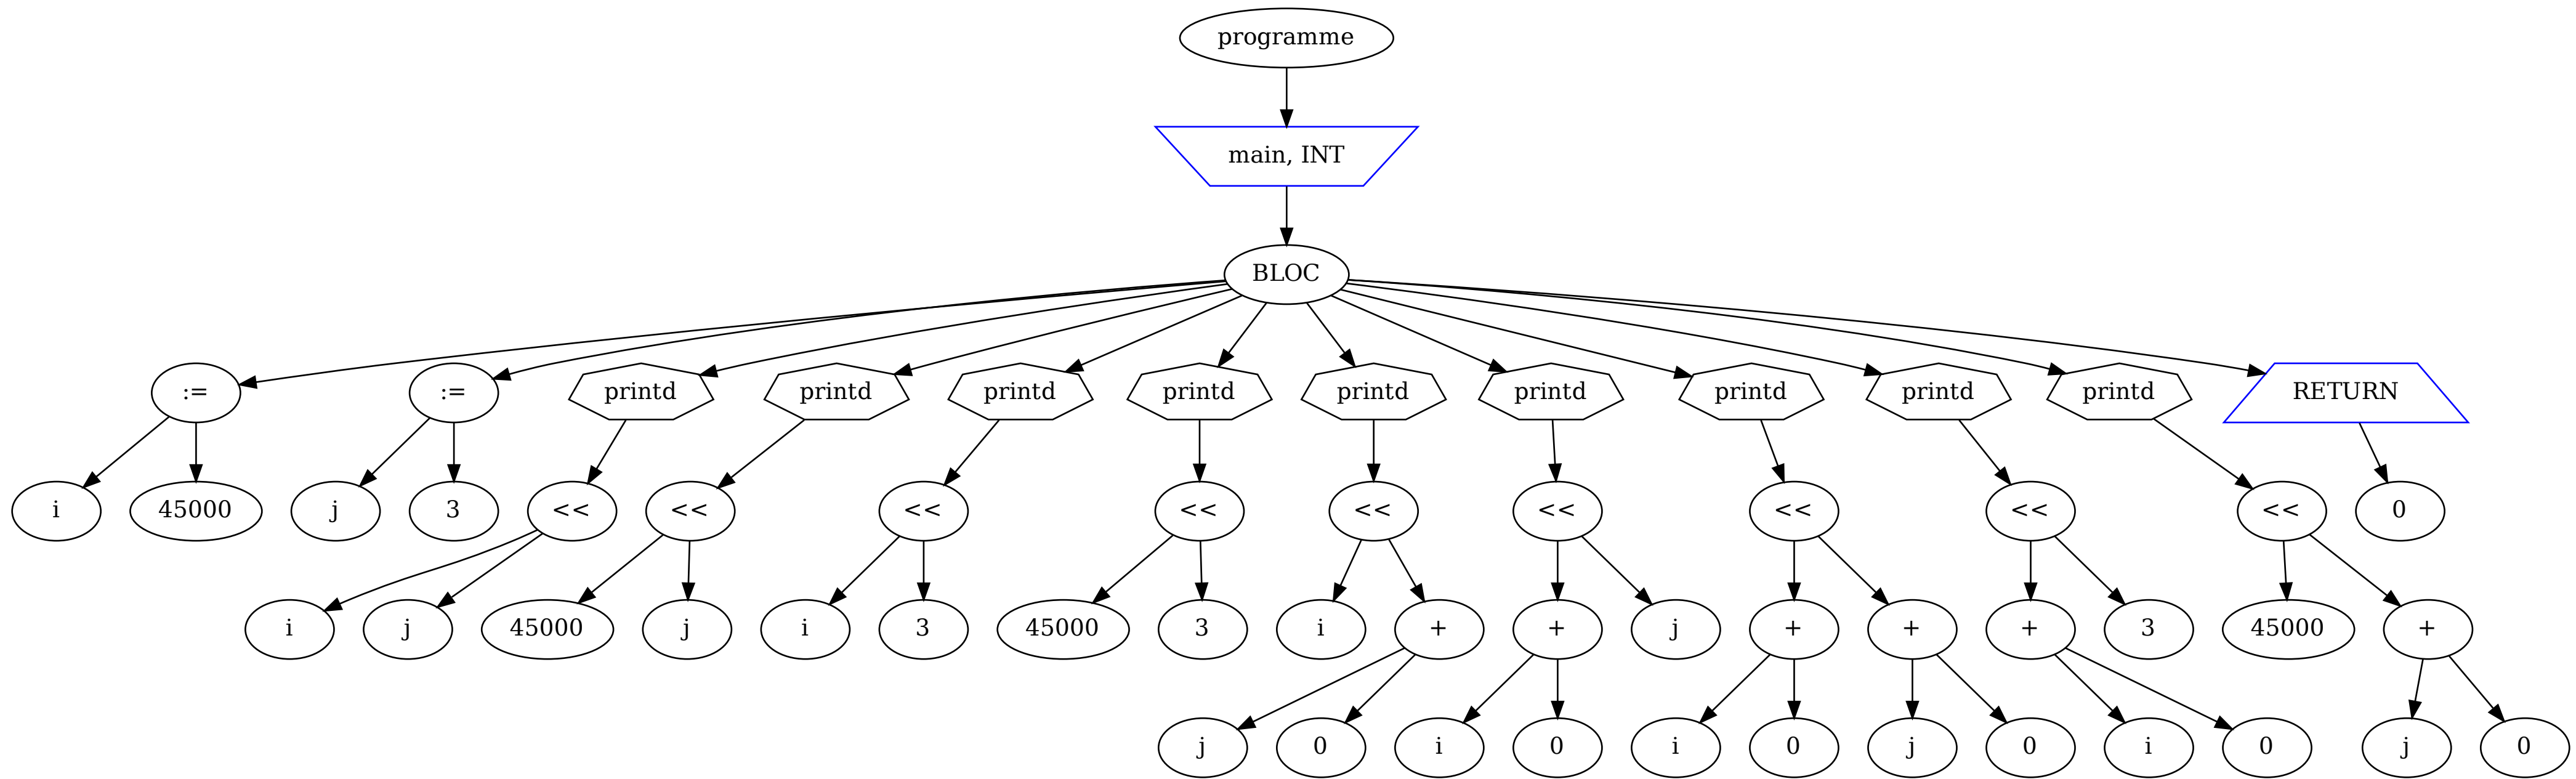 programme
main, INT
BLOC
:=
:=
printd
printd
printd
printd
printd
printd
printd
printd
printd
RETURN
i
45000
j
3
<<
<<
<<
<<
<<
<<
<<
<<
<<
0
i
j
45000
j
i
3
45000
3
i
+
+
j
+
+
+
3
45000
+
j
0
i
0
i
0
j
0
i
0
j
0